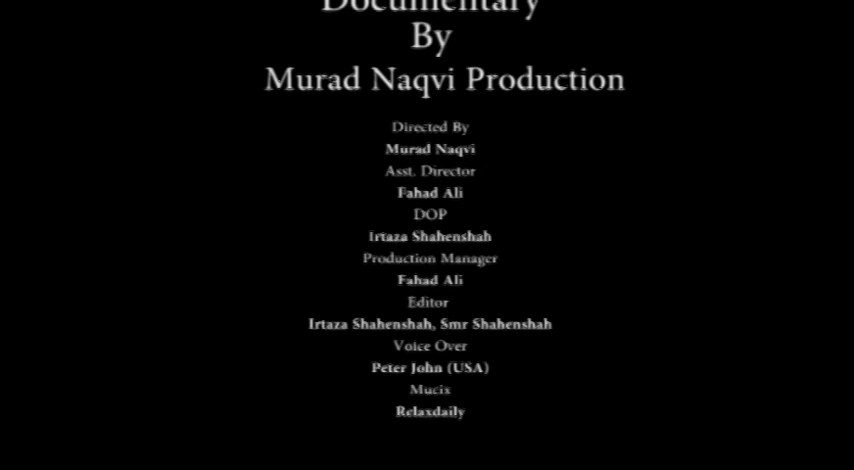 Documentary
By
Murad Naqvi Production
Directed By
Murad Naqvi
Asst. Director
Fahad Ali
DOP
Irtaza Shahenshah
Production Manager
Fahad Ali
Editor
Irtaza Shahenshah, Smr Shahenshah
Voice Over
Peter John (USA)
Mucix
Relaxdaily